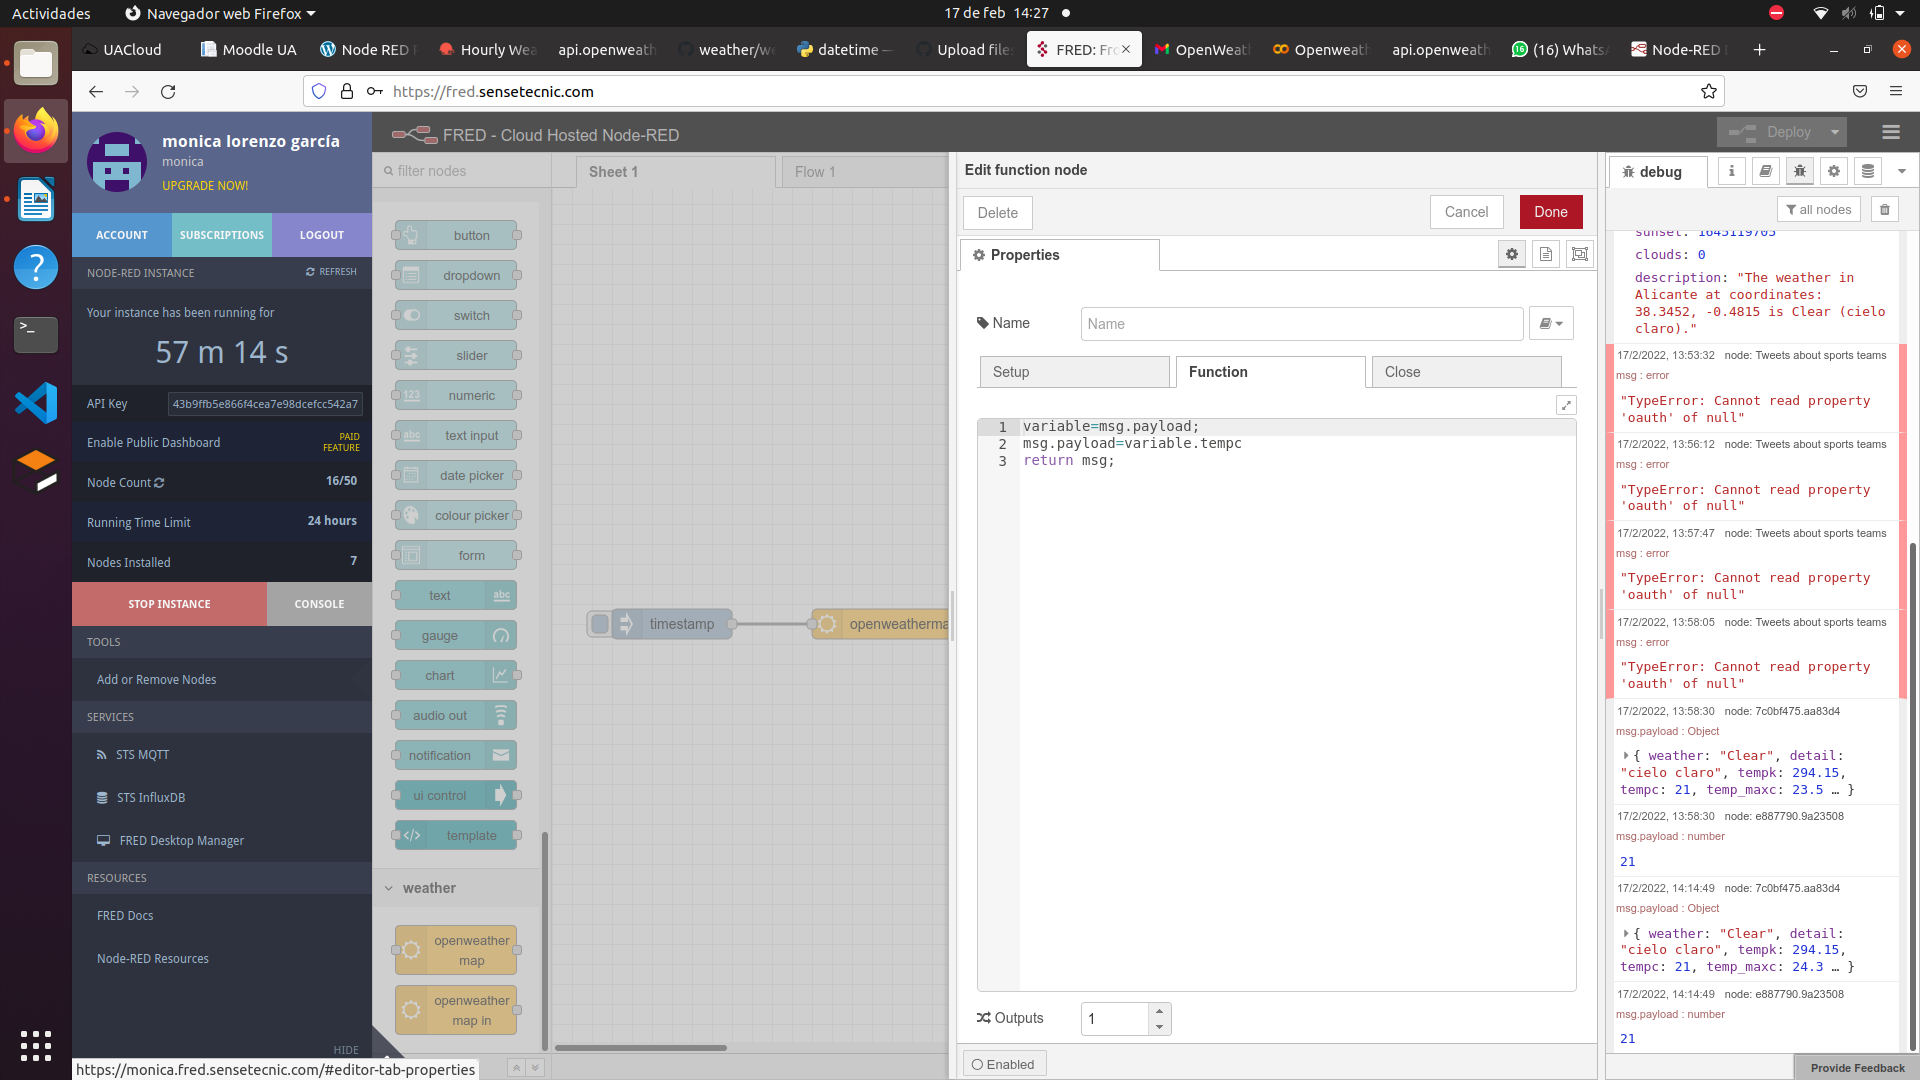 Actividades
Navegador web Firefox
17 de feb 14:27
UACloud
Moodle UA
Node RED
Hourly Wea
api.openweath
weather/we
datetime —
Upload file
FRED: Fro
OpenWeat
Openweath
api.openweath
(16) Whats
Node-RED
https://fred.sensetecnic.com
monica lorenzo garcía
monica
UPGRADE NOW!
ACCOUNT
SUBSCRIPTIONS
LOGOUT
NODE-RED INSTANCE
REFRESH
Your instance has been running for
57 m 14 s
API Key
43b9ffb5e866f4cea7e98dcefcc542a7
Enable Public Dashboard
PAID FEATURE
Node Count
16/50
Running Time Limit
24 hours
Nodes Installed
7
STOP INSTANCE
CONSOLE
TOOLS
Add or Remove Nodes
SERVICES
STS MQTT
STS InfluxDB
FRED Desktop Manager
RESOURCES
FRED Docs
Node-RED Resources
HIDE
https://monica.fred.sensetecnic.com/#editor-tab-properties
FRED - Cloud Hosted Node-RED
Deploy
filter nodes
button
dropdown
switch
slider
numeric
123
text input
abc
date picker
colour picker
form
text
abc
gauge
chart
audio out
notification
ui control
template
weather
openweather
map
openweather
map in
Sheet 1
Flow 1
timestamp
openweatherma
Edit function node
Delete
Cancel
Done
Properties
Name
Name
Setup
Function
Close
1 variable=msg.payload;
2 msg.payload=variable.tempc
3 return msg;
Outputs
1
Enabled
debug
all nodes
sunset: 1645119705
clouds: 0
description: "The weather in
Alicante at coordinates:
38.3452, -0.4815 is Clear (cielo
claro)."
17/2/2022, 13:53:32 node: Tweets about sports teams
msg : error
"TypeError: Cannot read property
'oauth' of null"
17/2/2022, 13:56:12 node: Tweets about sports teams
msg : error
"TypeError: Cannot read property
'oauth' of null"
17/2/2022, 13:57:47 node: Tweets about sports teams
msg : error
"TypeError: Cannot read property
'oauth' of null"
17/2/2022, 13:58:05 node: Tweets about sports teams
msg : error
"TypeError: Cannot read property
'oauth' of null"
17/2/2022, 13:58:30 node: 7c0bf475.aa83d4
msg.payload : Object
{ weather: "Clear", detail:
"cielo claro", tempk: 294.15,
tempc: 21, temp_maxc: 23.5 … }
17/2/2022, 13:58:30 node: e887790.9a23508
msg.payload : number
21
17/2/2022, 14:14:49 node: 7c0bf475.aa83d4
msg.payload : Object
{ weather: "Clear", detail:
"cielo claro", tempk: 294.15,
tempc: 21, temp_maxc: 24.3 … }
17/2/2022, 14:14:49 node: e887790.9a23508
msg.payload : number
21
Provide Feedback